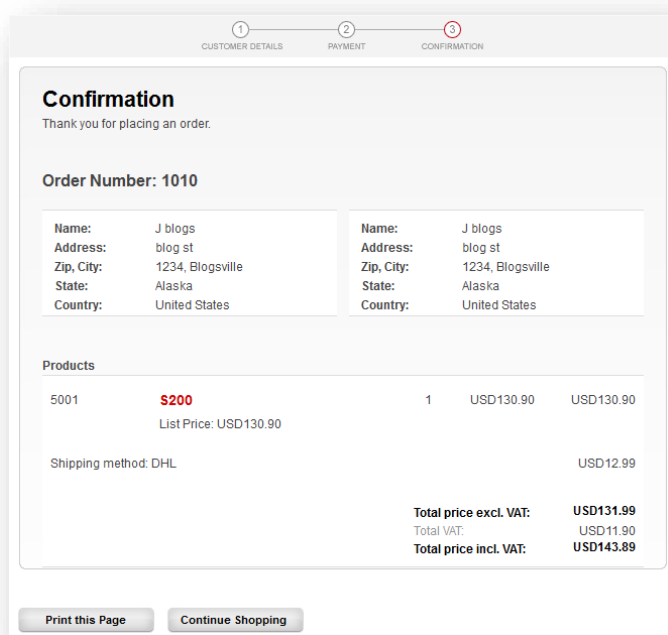 1 2 3
CUSTOMER DETAILS PAYMENT CONFIRMATION
Confirmation
Thank you for placing an order.
Order Number: 1010
Name: J blogs
Address: blog st
Zip, City: 1234, Blogsville
State: Alaska
Country: United States
Name: J blogs
Address: blog st
Zip, City: 1234, Blogsville
State: Alaska
Country: United States
Products
5001 S200 1 USD130.90 USD130.90
List Price: USD130.90
Shipping method: DHL USD12.99
Total price excl. VAT: USD131.99
Total VAT: USD11.90
Total price incl. VAT: USD143.89
Print this Page Continue Shopping